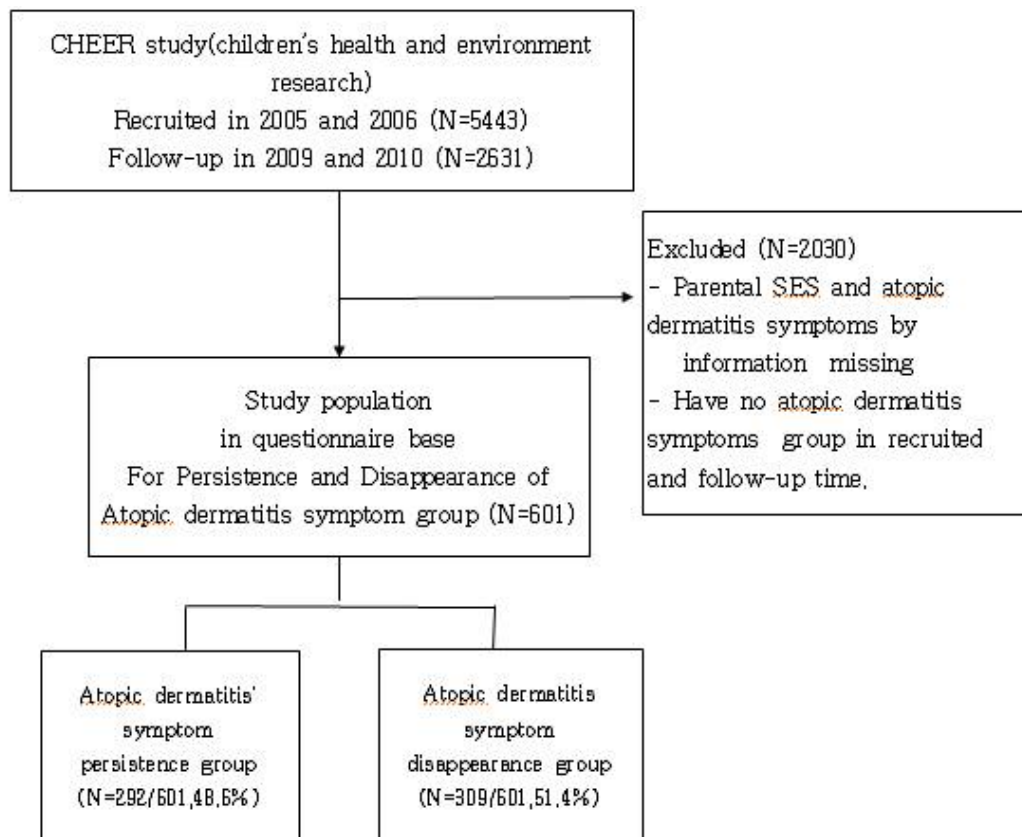 CHEER study(children's health and environment
research)
Recruited in 2005 and 2006 (N=5443)
Follow-up in 2009 and 2010 (N=2631)
Excluded (N=2030)
- Parental SES and atopic
dermatitis symptoms by
information missing
- Have no atopic dermatitis
symptoms group in recruited
and follow-up time.
Study population
in questionnaire base
For Persistence and Disappearance of
Atopic dermatitis symptom group (N=601)
Atopic dermatitis'
symptom
persistence group
(N=292/601,48,6%)
Atopic dermatitis
symptom
disappearance group
(N=309/601,51,4%)